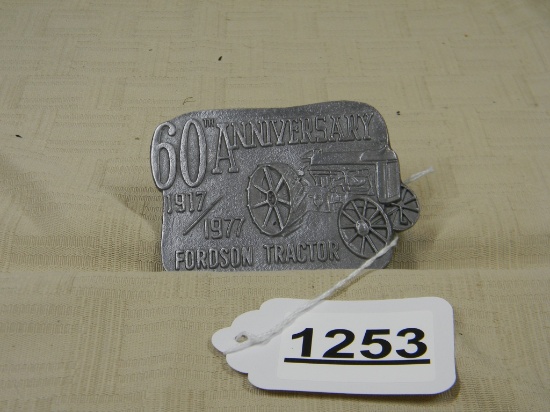 60TH ANNIVERSARY
1917/1977
FORDSON TRACTOR
1253